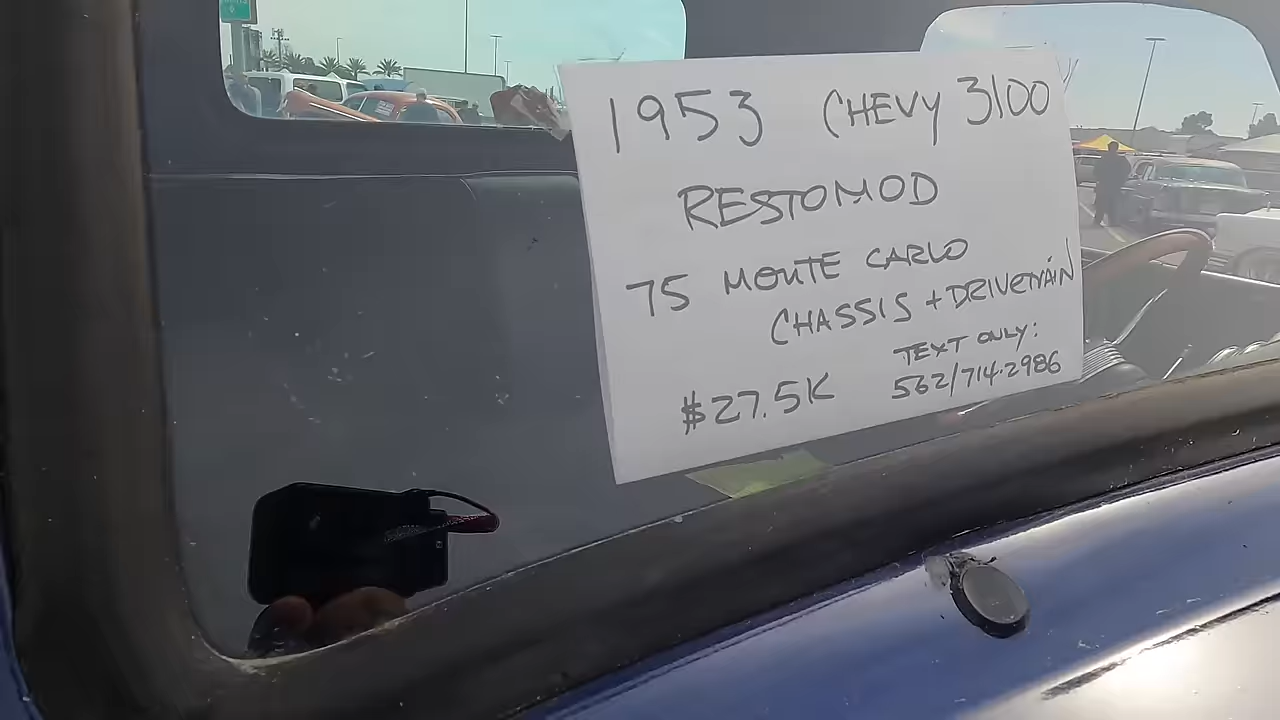 1953 CHEVY 3100
RESTOMOD
75 MONTE CARLO
CHASSIS + DRIVETRAIN
TEXT ONLY:
$27.5K 562/714.2986